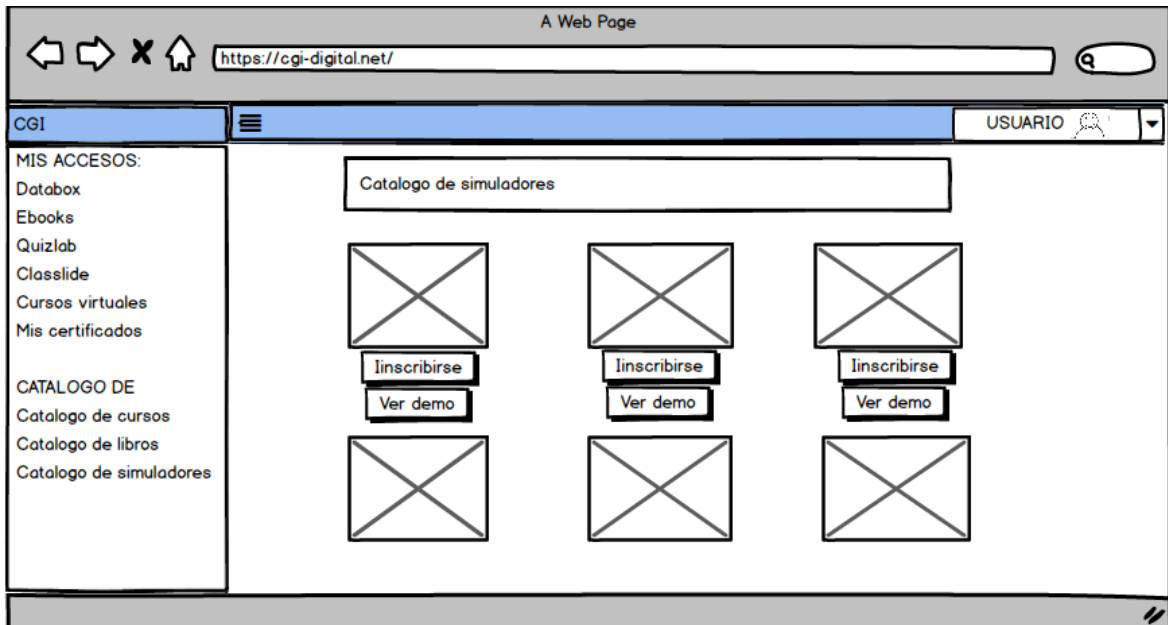 A Web Page
https://cgi-digital.net/
CGI
USUARIO
MIS ACCESOS:
Databox
Ebooks
Quizlab
Classlide
Cursos virtuales
Mis certificados
CATALOGO DE
Catalogo de cursos
Catalogo de libros
Catalogo de simuladores
Catalogo de simuladores
Iinscribirse
Iinscribirse
Iinscribirse
Ver demo
Ver demo
Ver demo